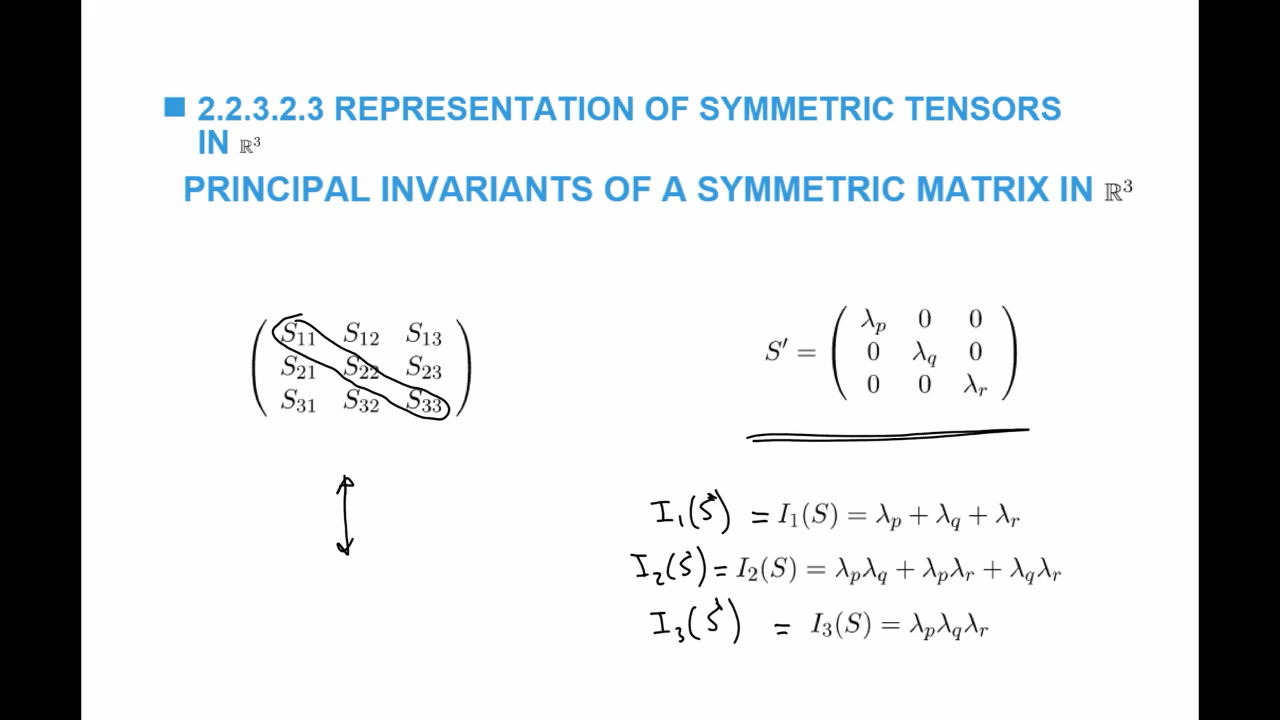 2.2.3.2.3 REPRESENTATION OF SYMMETRIC TENSORS
IN ℝ³
PRINCIPAL INVARIANTS OF A SYMMETRIC MATRIX IN ℝ³
S₁₁ S₁₂ S₁₃
S₂₁ S₂₂ S₂₃
S₃₁ S₃₂ S₃₃
S′ =
λₚ 0 0
0 λq 0
0 0 λᵣ
I₁(S′) = I₁(S) = λₚ + λq + λᵣ
I₂(S′) = I₂(S) = λₚλq + λₚλᵣ + λqλᵣ
I₃(S′) = I₃(S) = λₚλqλᵣ